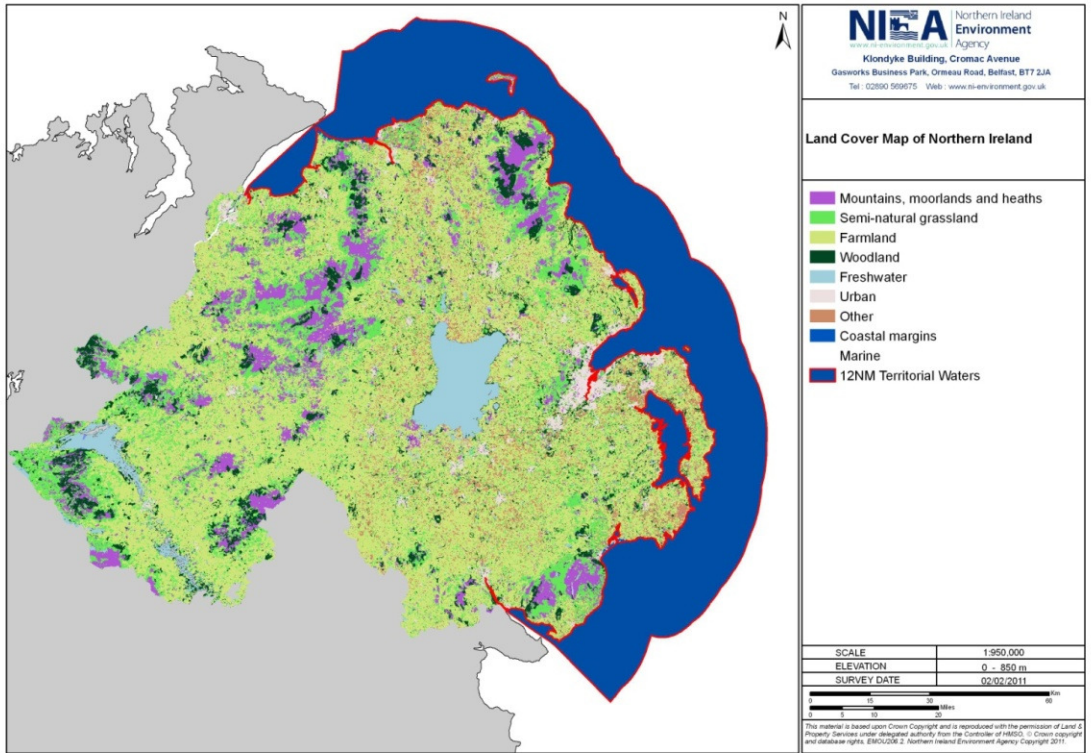 N
NIEA
Northern Ireland
Environment
Agency
www.ni-environment.gov.uk
Klondyke Building, Cromac Avenue
Gasworks Business Park, Ormeau Road, Belfast, BT7 2JA
Tel : 02890 569675 Web : www.ni-environment.gov.uk
Land Cover Map of Northern Ireland
Mountains, moorlands and heaths
Semi-natural grassland
Farmland
Woodland
Freshwater
Urban
Other
Coastal margins
Marine
12NM Territorial Waters
SCALE 1:950,000
ELEVATION 0 - 850 m
SURVEY DATE 02/02/2011
Km
0 15 30 60
Miles
0 5 10 20
This material is based upon Crown Copyright and is reproduced with the permission of Land &
Property Services under delegated authority from the Controller of HMSO, © Crown copyright
and database rights, EMOU206.2. Northern Ireland Environment Agency Copyright 2011.